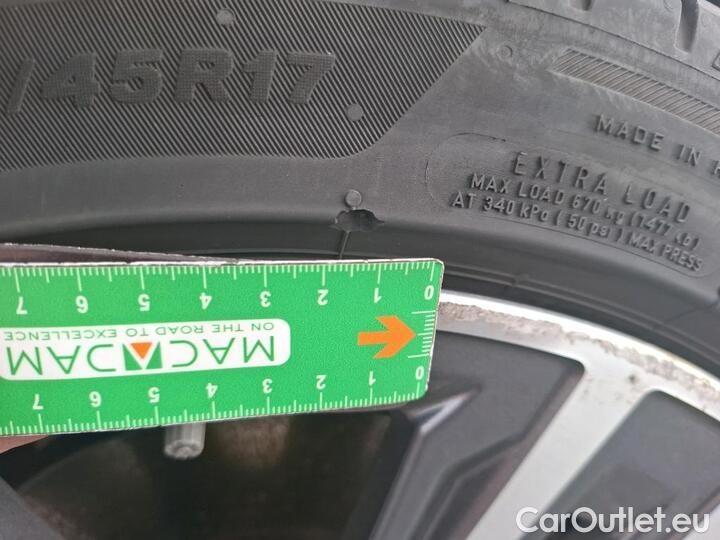 /45R17
MADE IN
EXTRA LOAD
MAX LOAD 670 kg (1477 Lb)
AT 340 kPa ( 50 psi ) MAX PRESS
7 6 5 4 3 2 1 0
MACADAM
ON THE ROAD TO EXCELLENCE
7 6 5 4 3 2 1 0
CarOutlet.eu